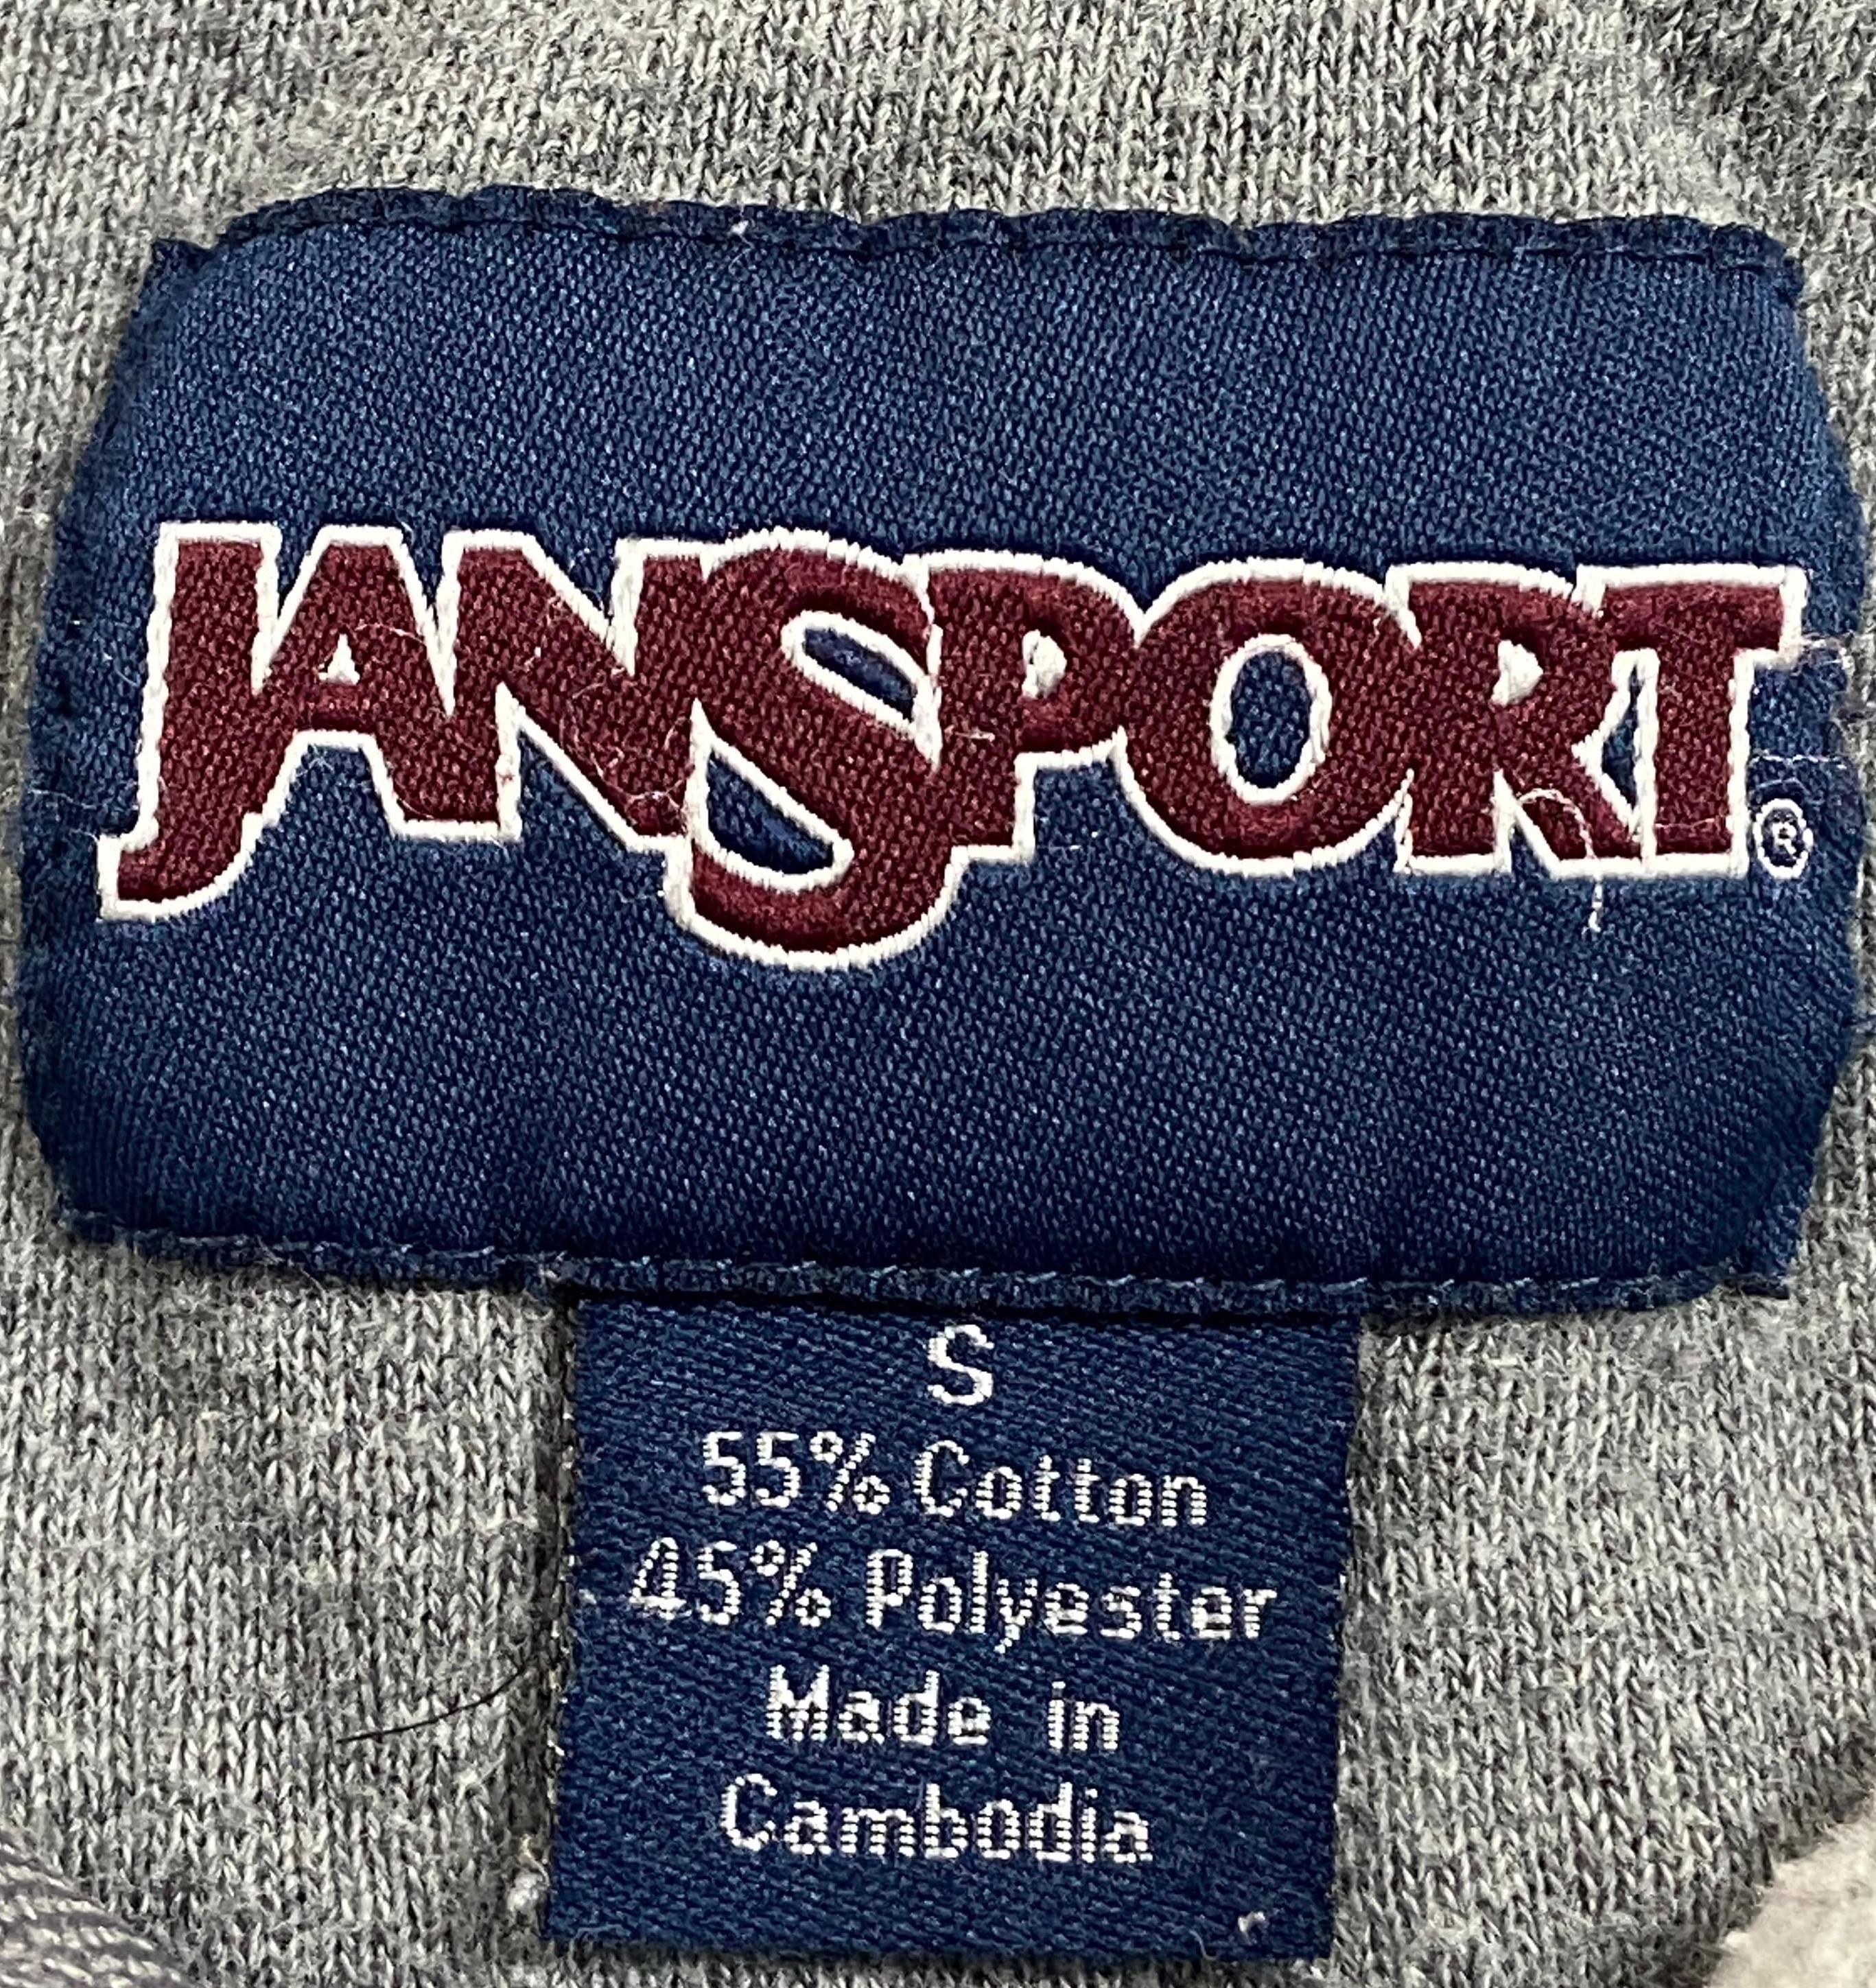 JANSPORT®
S
55% Cotton
45% Polyester
Made in
Cambodia